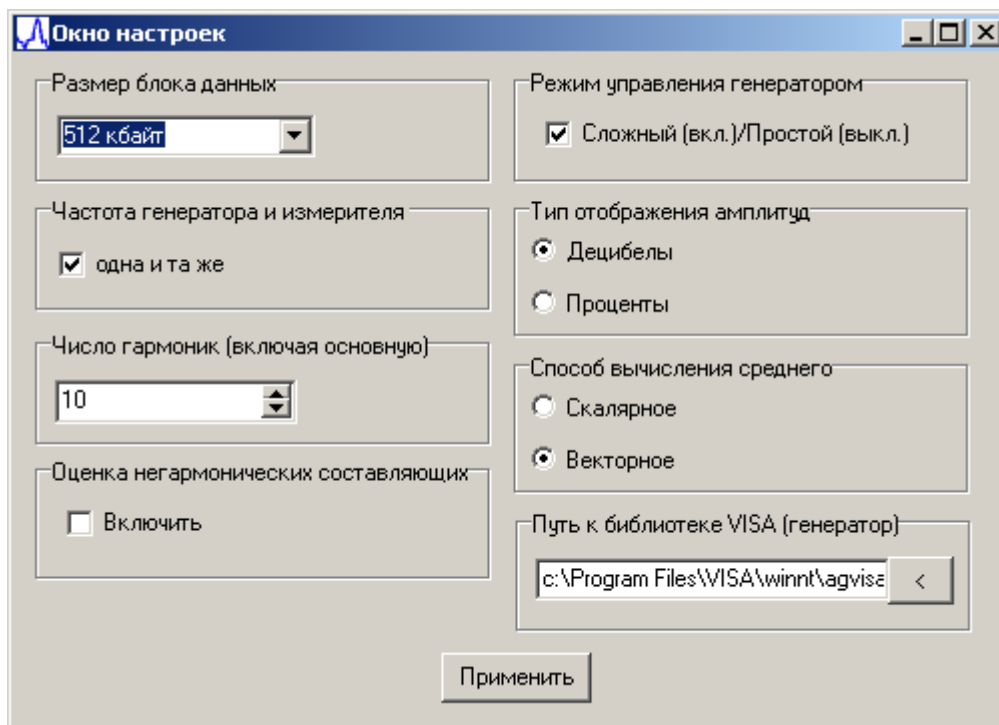 Окно настроек
Размер блока данных
512 кбайт
Частота генератора и измерителя
одна и та же
Число гармоник (включая основную)
10
Оценка негармонических составляющих
Включить
Режим управления генератором
Сложный (вкл.)/Простой (выкл.)
Тип отображения амплитуд
Децибелы
Проценты
Способ вычисления среднего
Скалярное
Векторное
Путь к библиотеке VISA (генератор)
c:\Program Files\VISA\winnt\agvisa
<
Применить